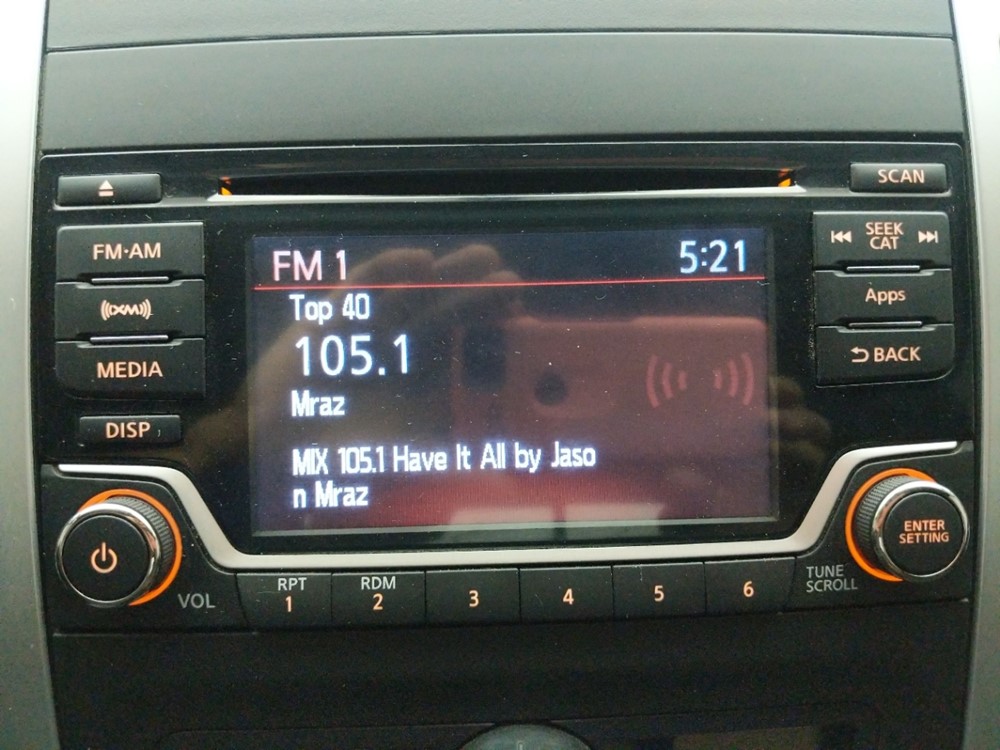 SCAN
FM·AM
SEEK
CAT
FM 1
5:21
Top 40
(((XM)))
Apps
105.1
MEDIA
BACK
Mraz
DISP
MIX 105.1 Have It All by Jaso
n Mraz
ENTER
SETTING
VOL
RPT
1
RDM
2
3
4
5
6
TUNE
SCROLL